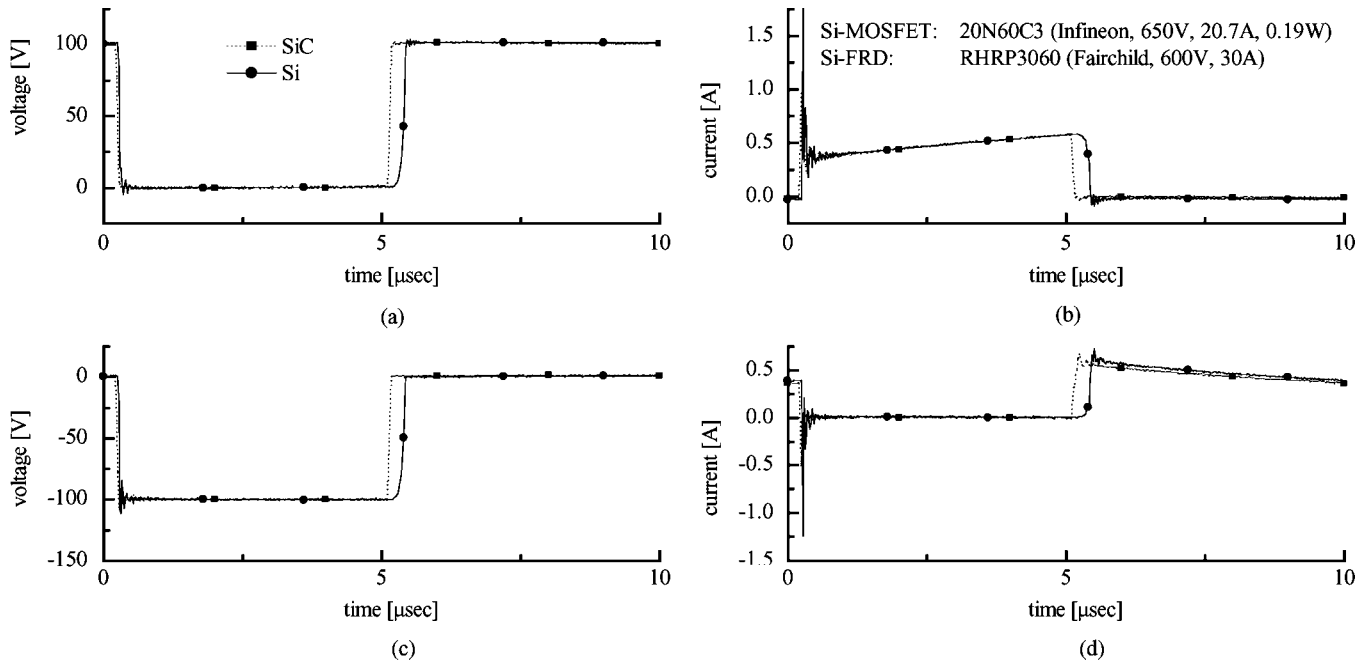 Si-MOSFET: 20N60C3 (Infineon, 650V, 20.7A, 0.19W)
Si-FRD: RHRP3060 (Fairchild, 600V, 30A)
SiC
Si
voltage [V]
100
50
0
0
5
10
time [μsec]
(a)
current [A]
1.5
1.0
0.5
0.0
0
5
10
time [μsec]
(b)
voltage [V]
0
-50
-100
-150
0
5
10
time [μsec]
(c)
current [A]
0.5
0.0
-0.5
-1.0
-1.5
0
5
10
time [μsec]
(d)